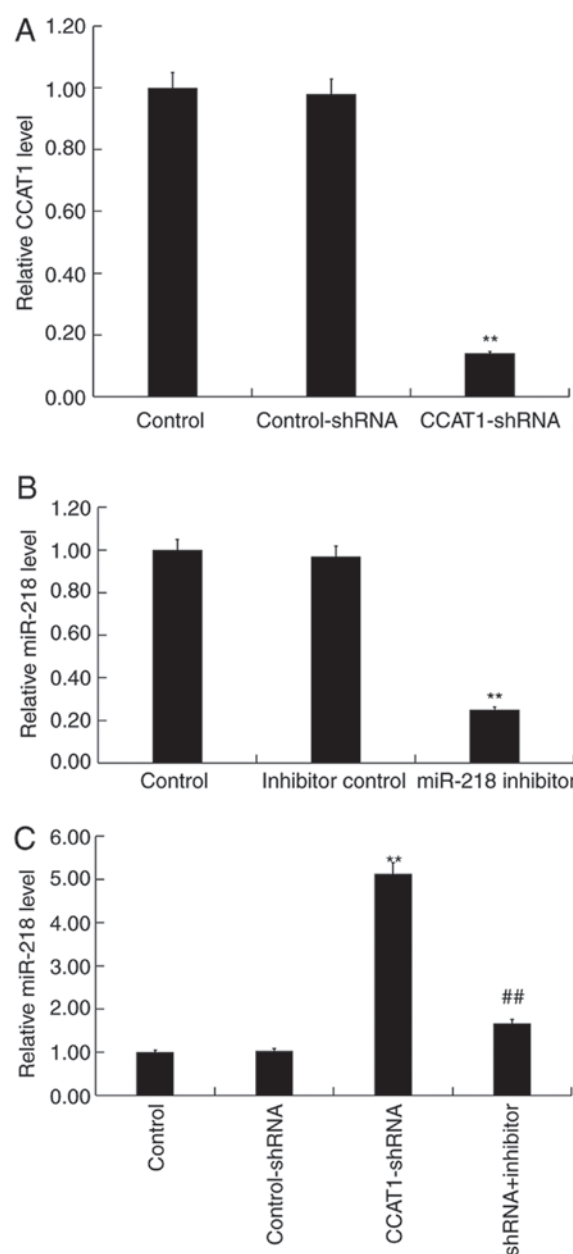 A
1.20
1.00
0.80
0.60
0.40
0.20
0.00
Relative CCAT1 level
**
Control Control-shRNA CCAT1-shRNA
B
1.20
1.00
0.80
0.60
0.40
0.20
0.00
Relative miR-218 level
**
Control Inhibitor control miR-218 inhibitor
C
6.00
5.00
4.00
3.00
2.00
1.00
0.00
Relative miR-218 level
**
##
Control
Control-shRNA
CCAT1-shRNA
shRNA+inhibitor